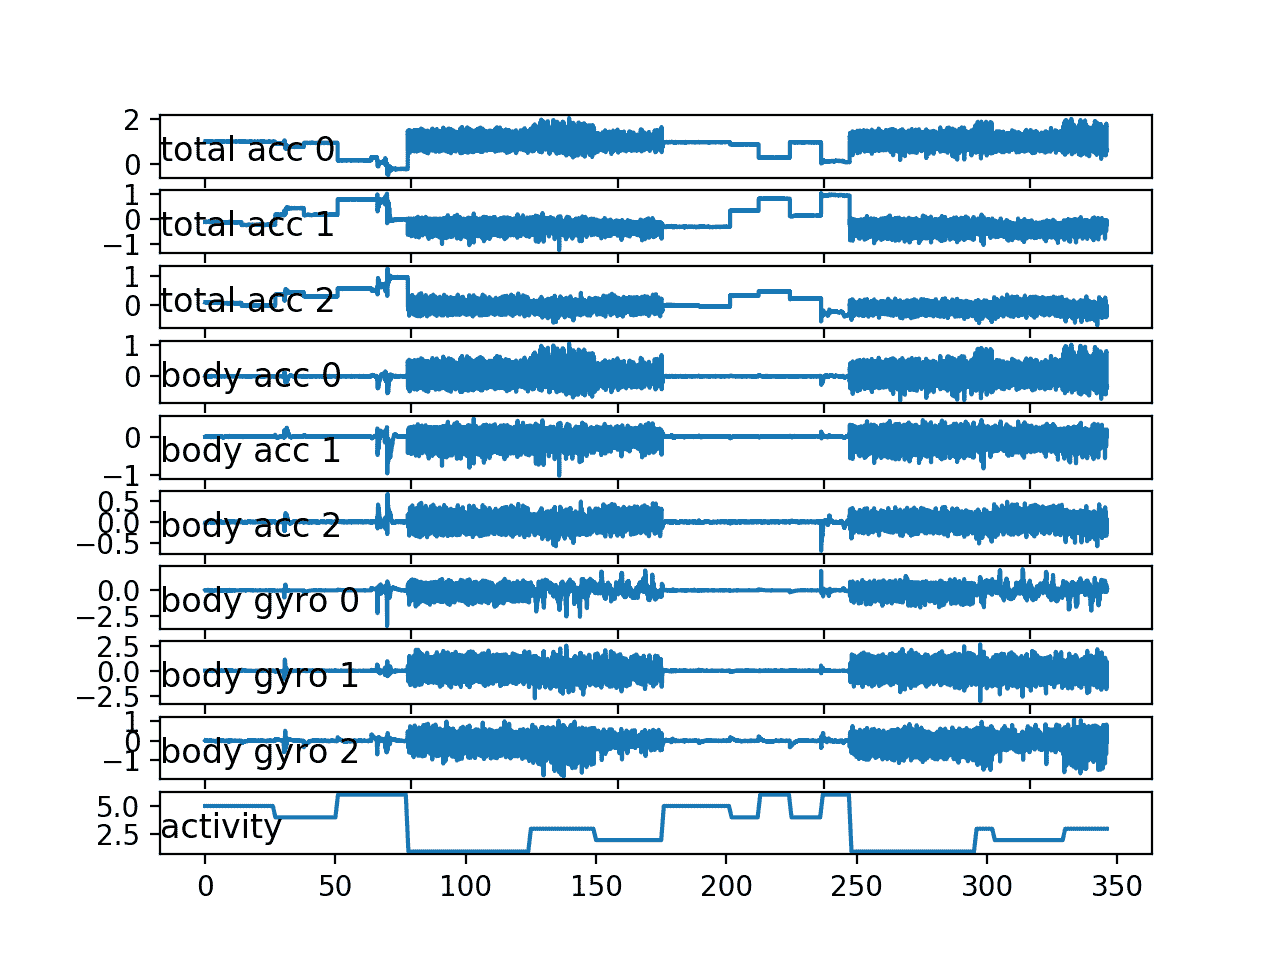 2
0
total acc 0
1
0
−1
total acc 1
1
0
total acc 2
1
0
body acc 0
0
−1
body acc 1
0.5
0.0
−0.5
body acc 2
0.0
−2.5
body gyro 0
2.5
0.0
−2.5
body gyro 1
1
0
−1
body gyro 2
5.0
2.5
activity
0 50 100 150 200 250 300 350